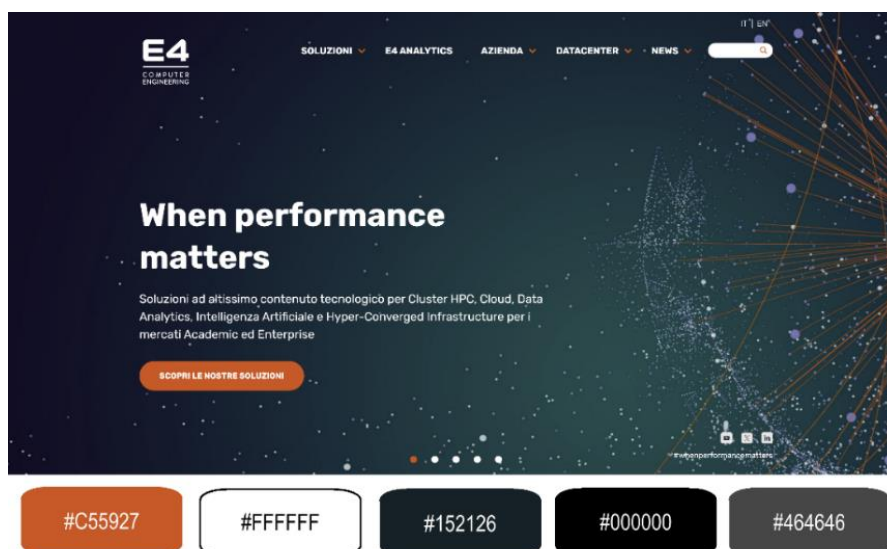 IT | EN
E4
COMPUTER
ENGINEERING
SOLUZIONI E4 ANALYTICS AZIENDA DATACENTER NEWS
When performance
matters
Soluzioni ad altissimo contenuto tecnologico per Cluster HPC, Cloud, Data
Analytics, Intelligenza Artificiale e Hyper-Converged Infrastructure per i
mercati Academic ed Enterprise
SCOPRI LE NOSTRE SOLUZIONI
#whenperformancematters
#C55927 #FFFFFF #152126 #000000 #464646